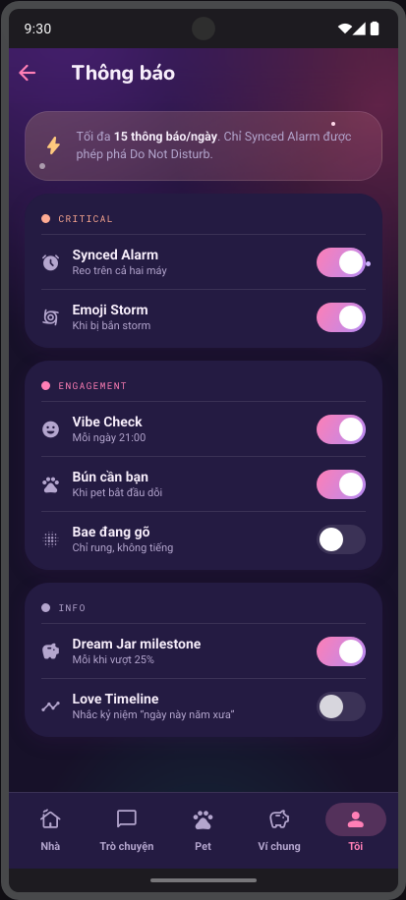 9:30
Thông báo
Tối đa 15 thông báo/ngày. Chỉ Synced Alarm được
phép phá Do Not Disturb.
CRITICAL
Synced Alarm
Reo trên cả hai máy
Emoji Storm
Khi bị bắn storm
ENGAGEMENT
Vibe Check
Mỗi ngày 21:00
Bún cần bạn
Khi pet bắt đầu dỗi
Bae đang gõ
Chỉ rung, không tiếng
INFO
Dream Jar milestone
Mỗi khi vượt 25%
Love Timeline
Nhắc kỷ niệm “ngày này năm xưa”
Nhà
Trò chuyện
Pet
Ví chung
Tôi